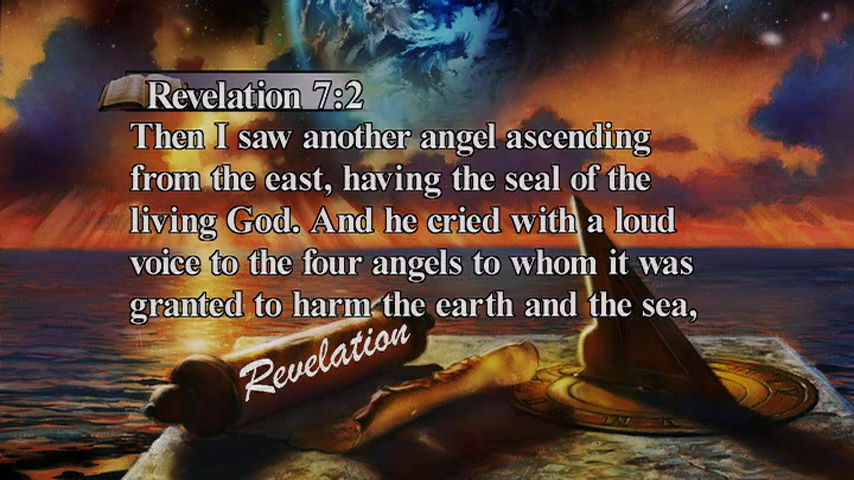 Revelation 7:2
Then I saw another angel ascending
from the east, having the seal of the
living God. And he cried with a loud
voice to the four angels to whom it was
granted to harm the earth and the sea,
Revelation